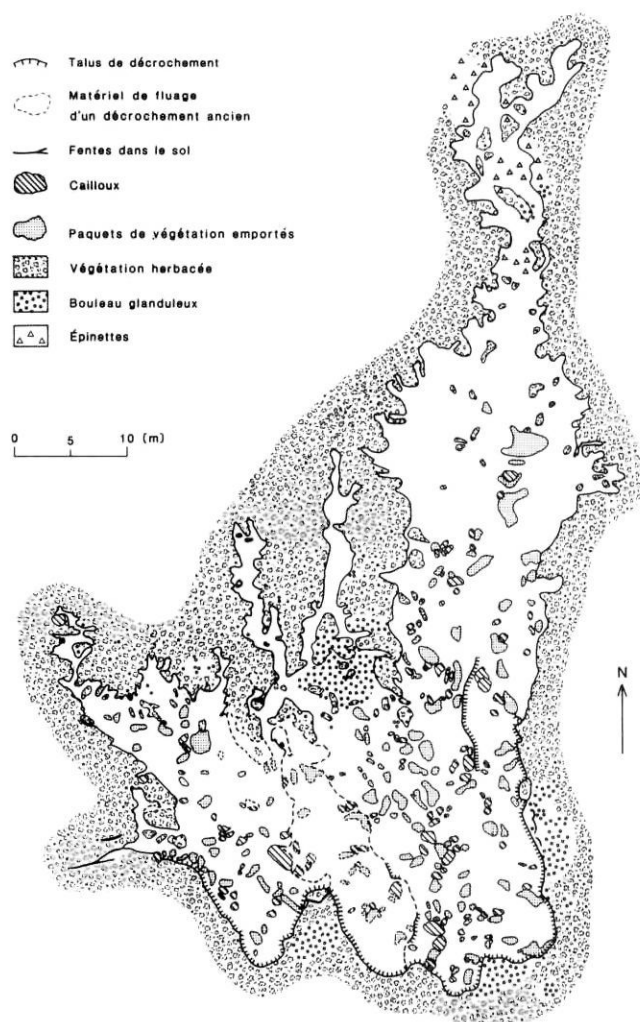 Talus de décrochement
Matériel de fluage
d'un décrochement ancien
Fentes dans le sol
Cailloux
Paquets de végétation emportés
Végétation herbacée
Bouleau glanduleux
Épinettes
0 5 10 (m)
N